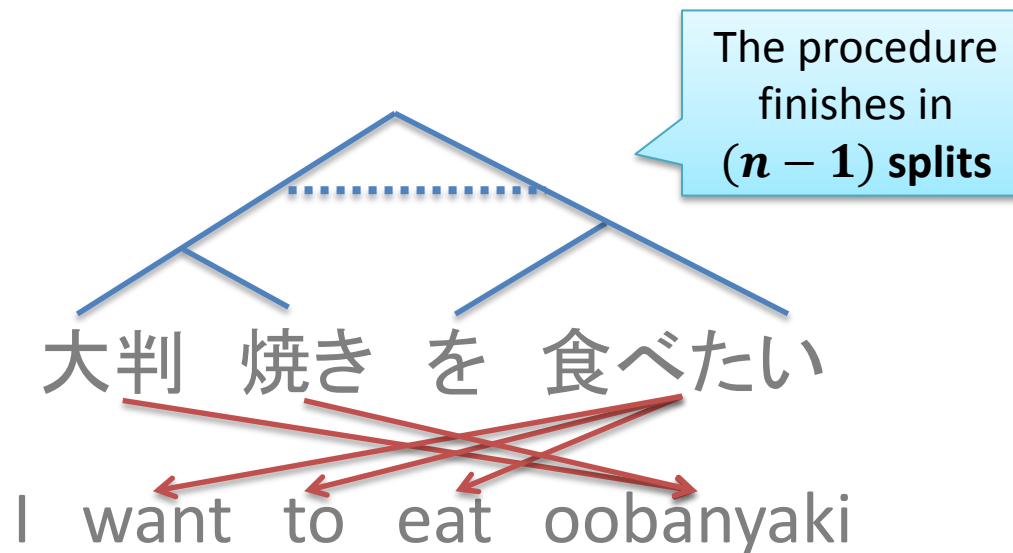 The procedure
finishes in
(n − 1) splits
大判 焼き を 食べたい
I want to eat oobanyaki